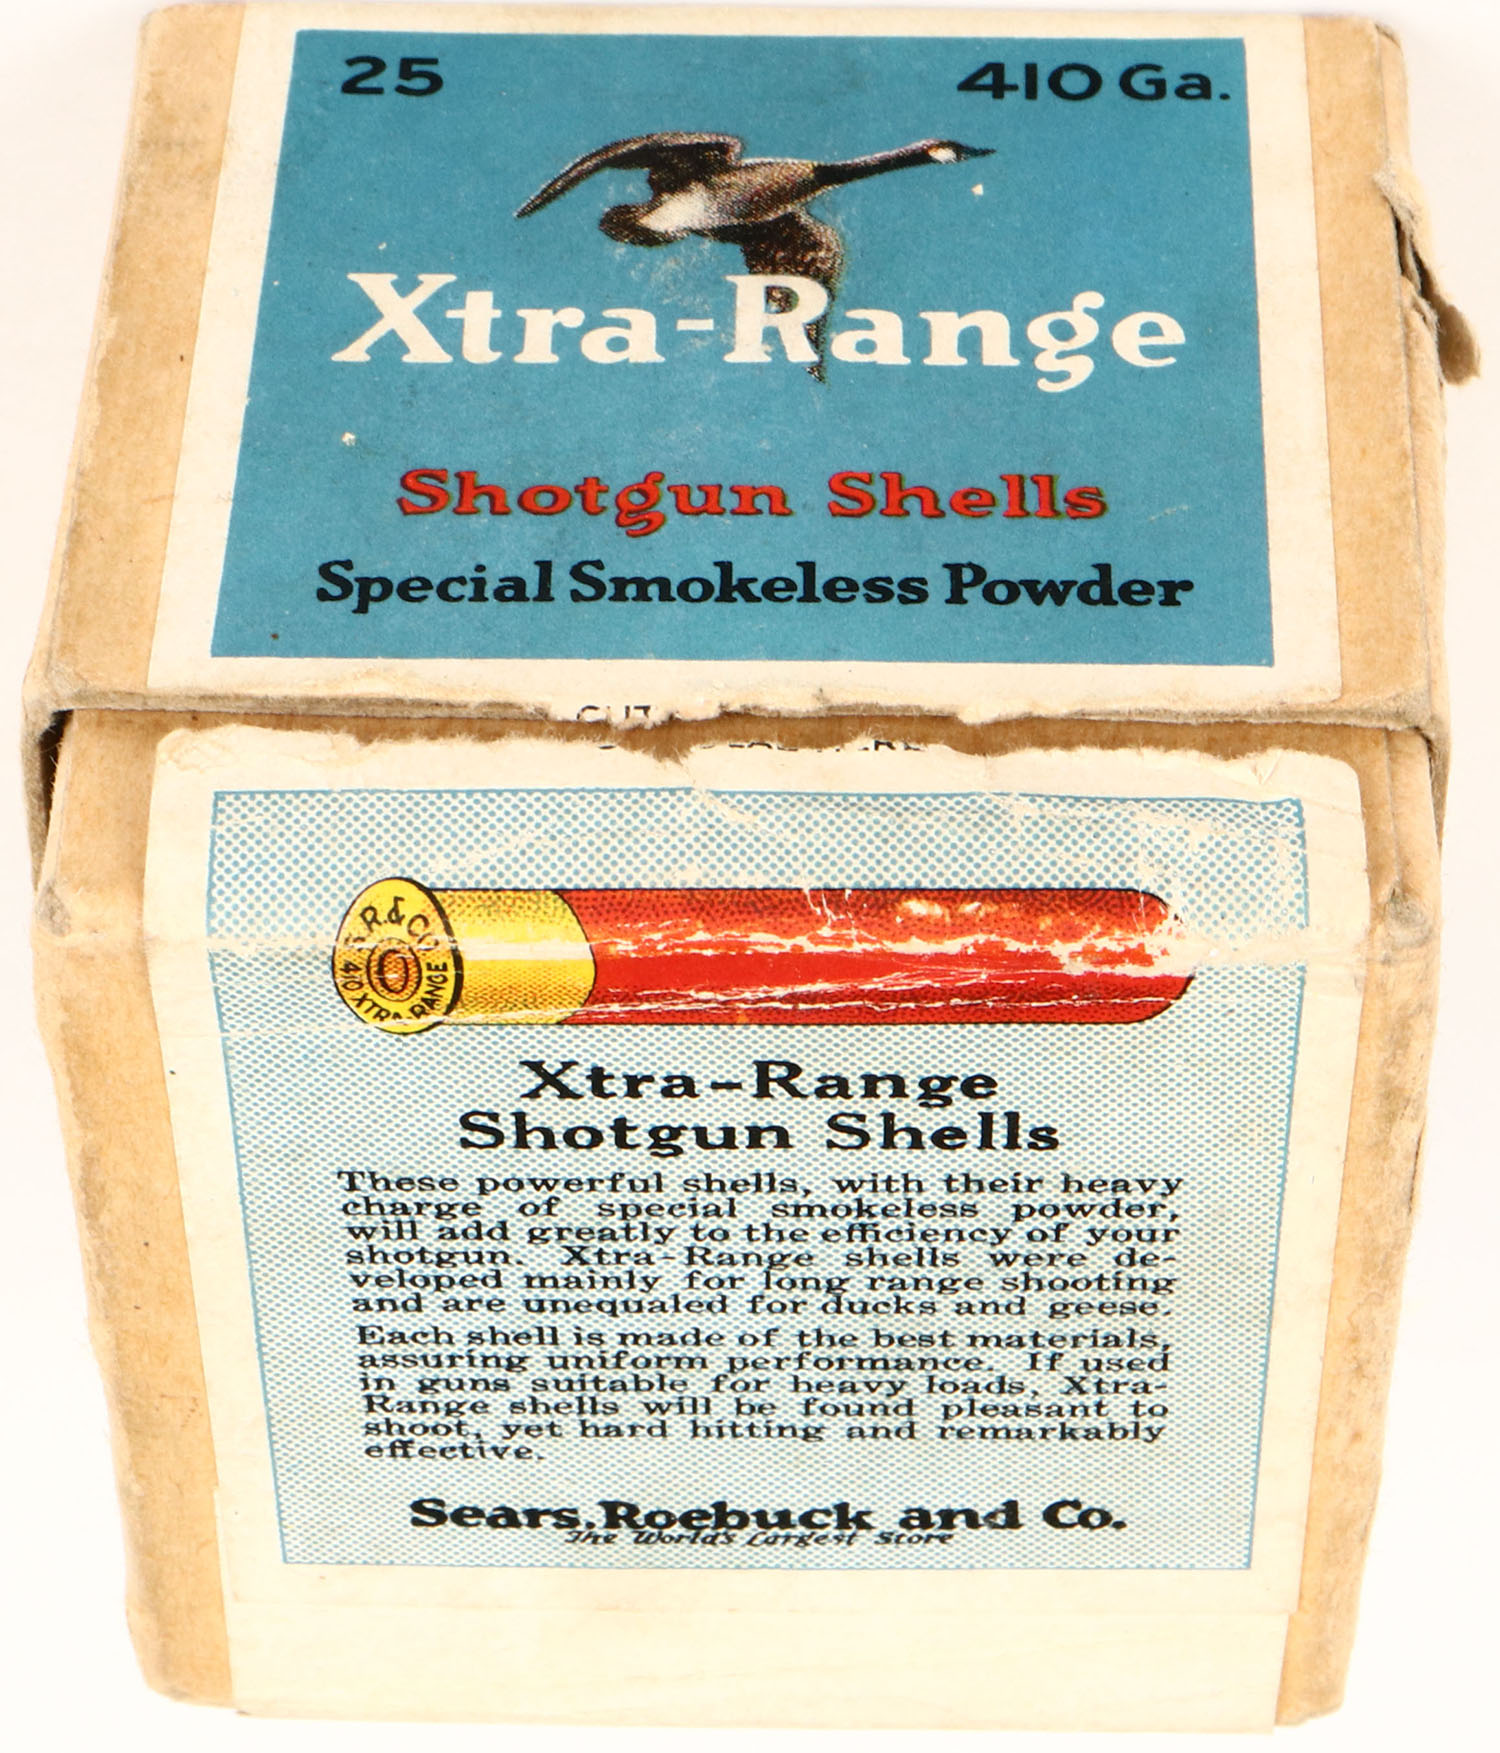 25 410 Ga.
Xtra-Range
Shotgun Shells
Special Smokeless Powder
CUT
HERE
S. R. & CO.
410 XTRA-RANGE
Xtra-Range
Shotgun Shells
These powerful shells, with their heavy
charge of special smokeless powder,
will add greatly to the efficiency of your
shotgun. Xtra-Range shells were de-
veloped mainly for long range shooting
and are unequaled for ducks and geese.
Each shell is made of the best materials,
assuring uniform performance. If used
in guns suitable for heavy loads, Xtra-
Range shells will be found pleasant to
shoot, yet hard hitting and remarkably
effective.
Sears, Roebuck and Co.
The World's Largest Store